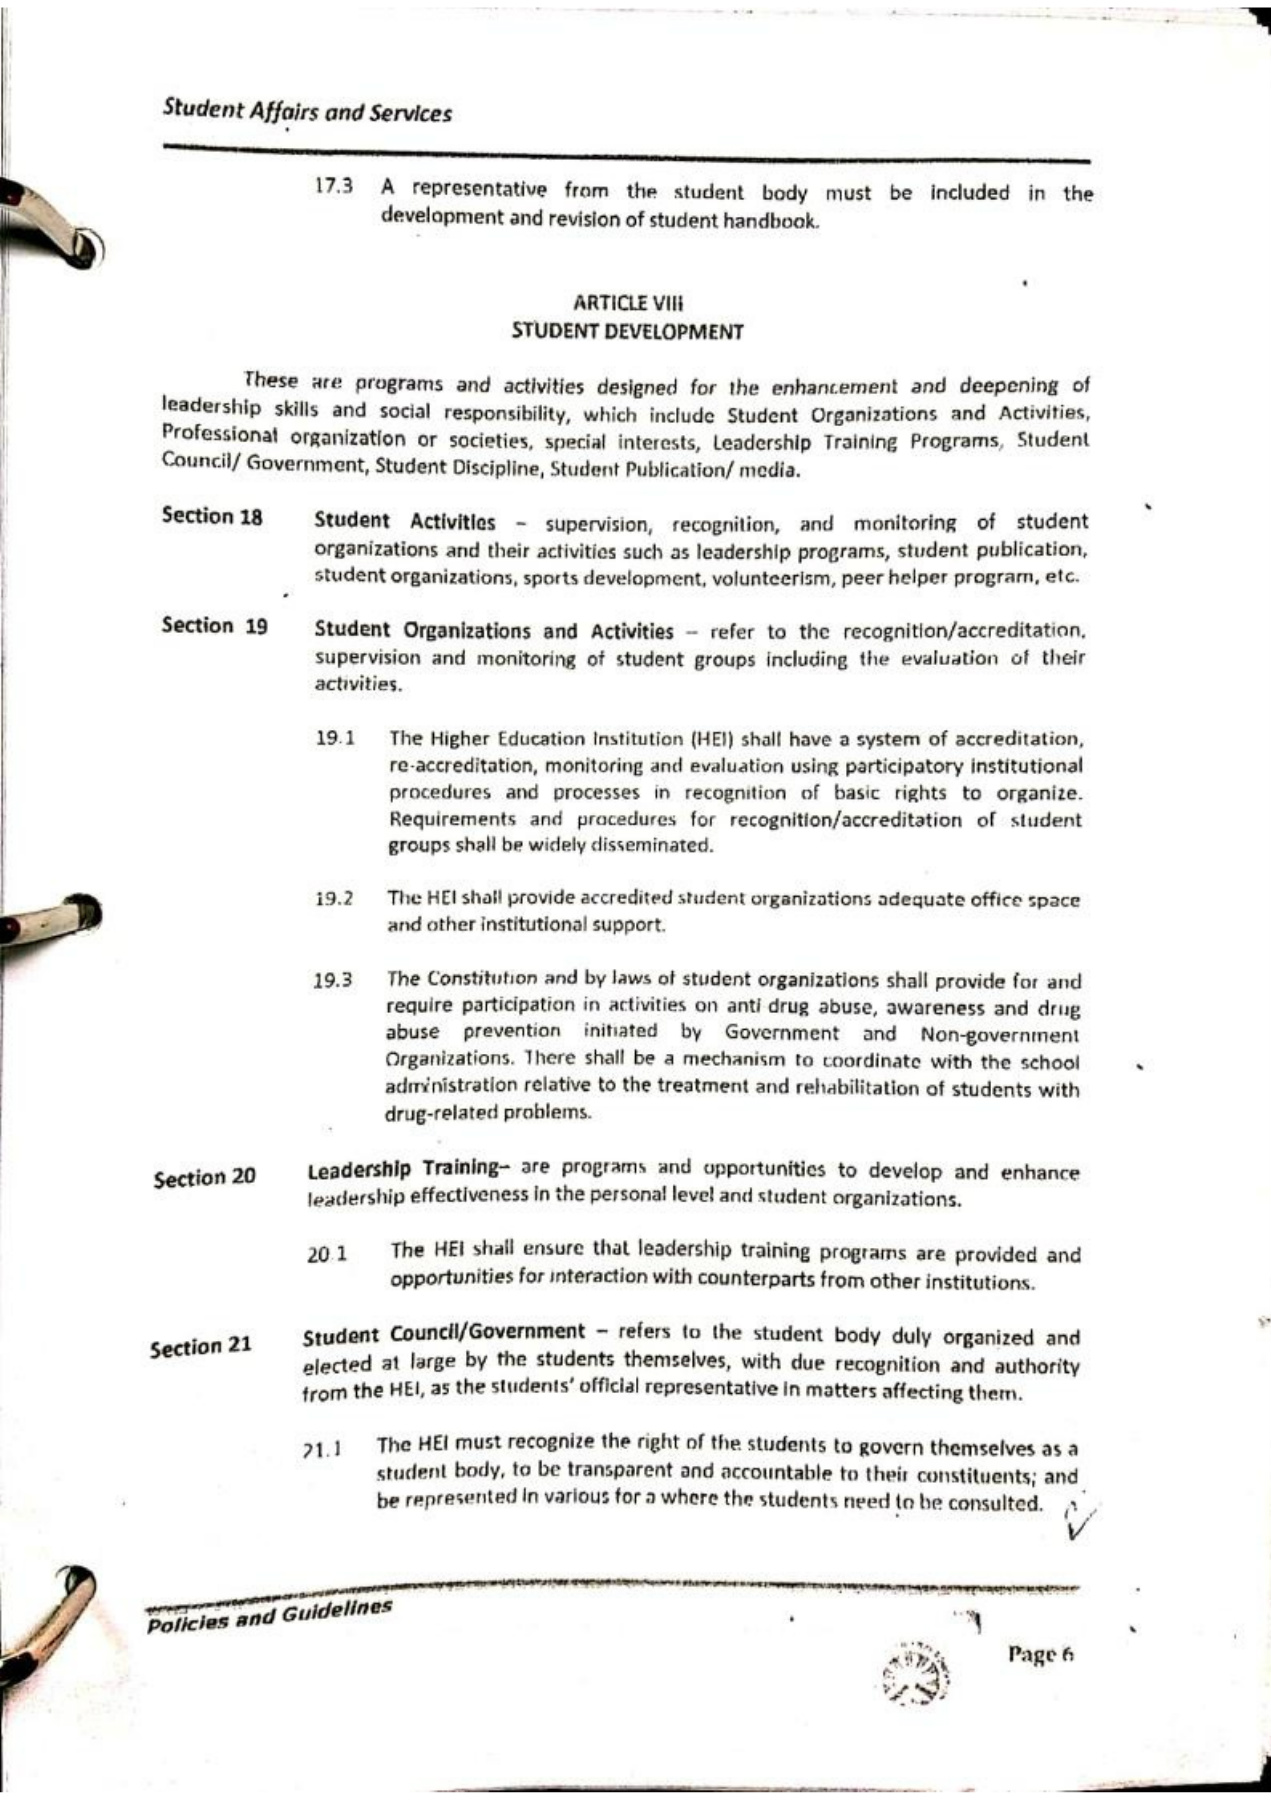 Student Affairs and Services
17.3 A representative from the student body must be included in the
development and revision of student handbook.
ARTICLE VIII
STUDENT DEVELOPMENT
These are programs and activities designed for the enhancement and deepening of
leadership skills and social responsibility, which include Student Organizations and Activities,
Professional organization or societies, special interests, Leadership Training Programs, Student
Council/ Government, Student Discipline, Student Publication/ media.
Section 18 Student Activities – supervision, recognition, and monitoring of student
organizations and their activities such as leadership programs, student publication,
student organizations, sports development, volunteerism, peer helper program, etc.
Section 19 Student Organizations and Activities – refer to the recognition/accreditation,
supervision and monitoring of student groups including the evaluation of their
activities.
19.1 The Higher Education Institution (HEI) shall have a system of accreditation,
re-accreditation, monitoring and evaluation using participatory institutional
procedures and processes in recognition of basic rights to organize.
Requirements and procedures for recognition/accreditation of student
groups shall be widely disseminated.
19.2 The HEI shall provide accredited student organizations adequate office space
and other institutional support.
19.3 The Constitution and by laws of student organizations shall provide for and
require participation in activities on anti drug abuse, awareness and drug
abuse prevention initiated by Government and Non-government
Organizations. There shall be a mechanism to coordinate with the school
administration relative to the treatment and rehabilitation of students with
drug-related problems.
Section 20 Leadership Training– are programs and opportunities to develop and enhance
leadership effectiveness in the personal level and student organizations.
20.1 The HEI shall ensure that leadership training programs are provided and
opportunities for interaction with counterparts from other institutions.
Section 21 Student Council/Government – refers to the student body duly organized and
elected at large by the students themselves, with due recognition and authority
from the HEI, as the students' official representative in matters affecting them.
21.1 The HEI must recognize the right of the students to govern themselves as a
student body, to be transparent and accountable to their constituents; and
be represented in various for a where the students need to be consulted.
Policies and Guidelines
Page 6